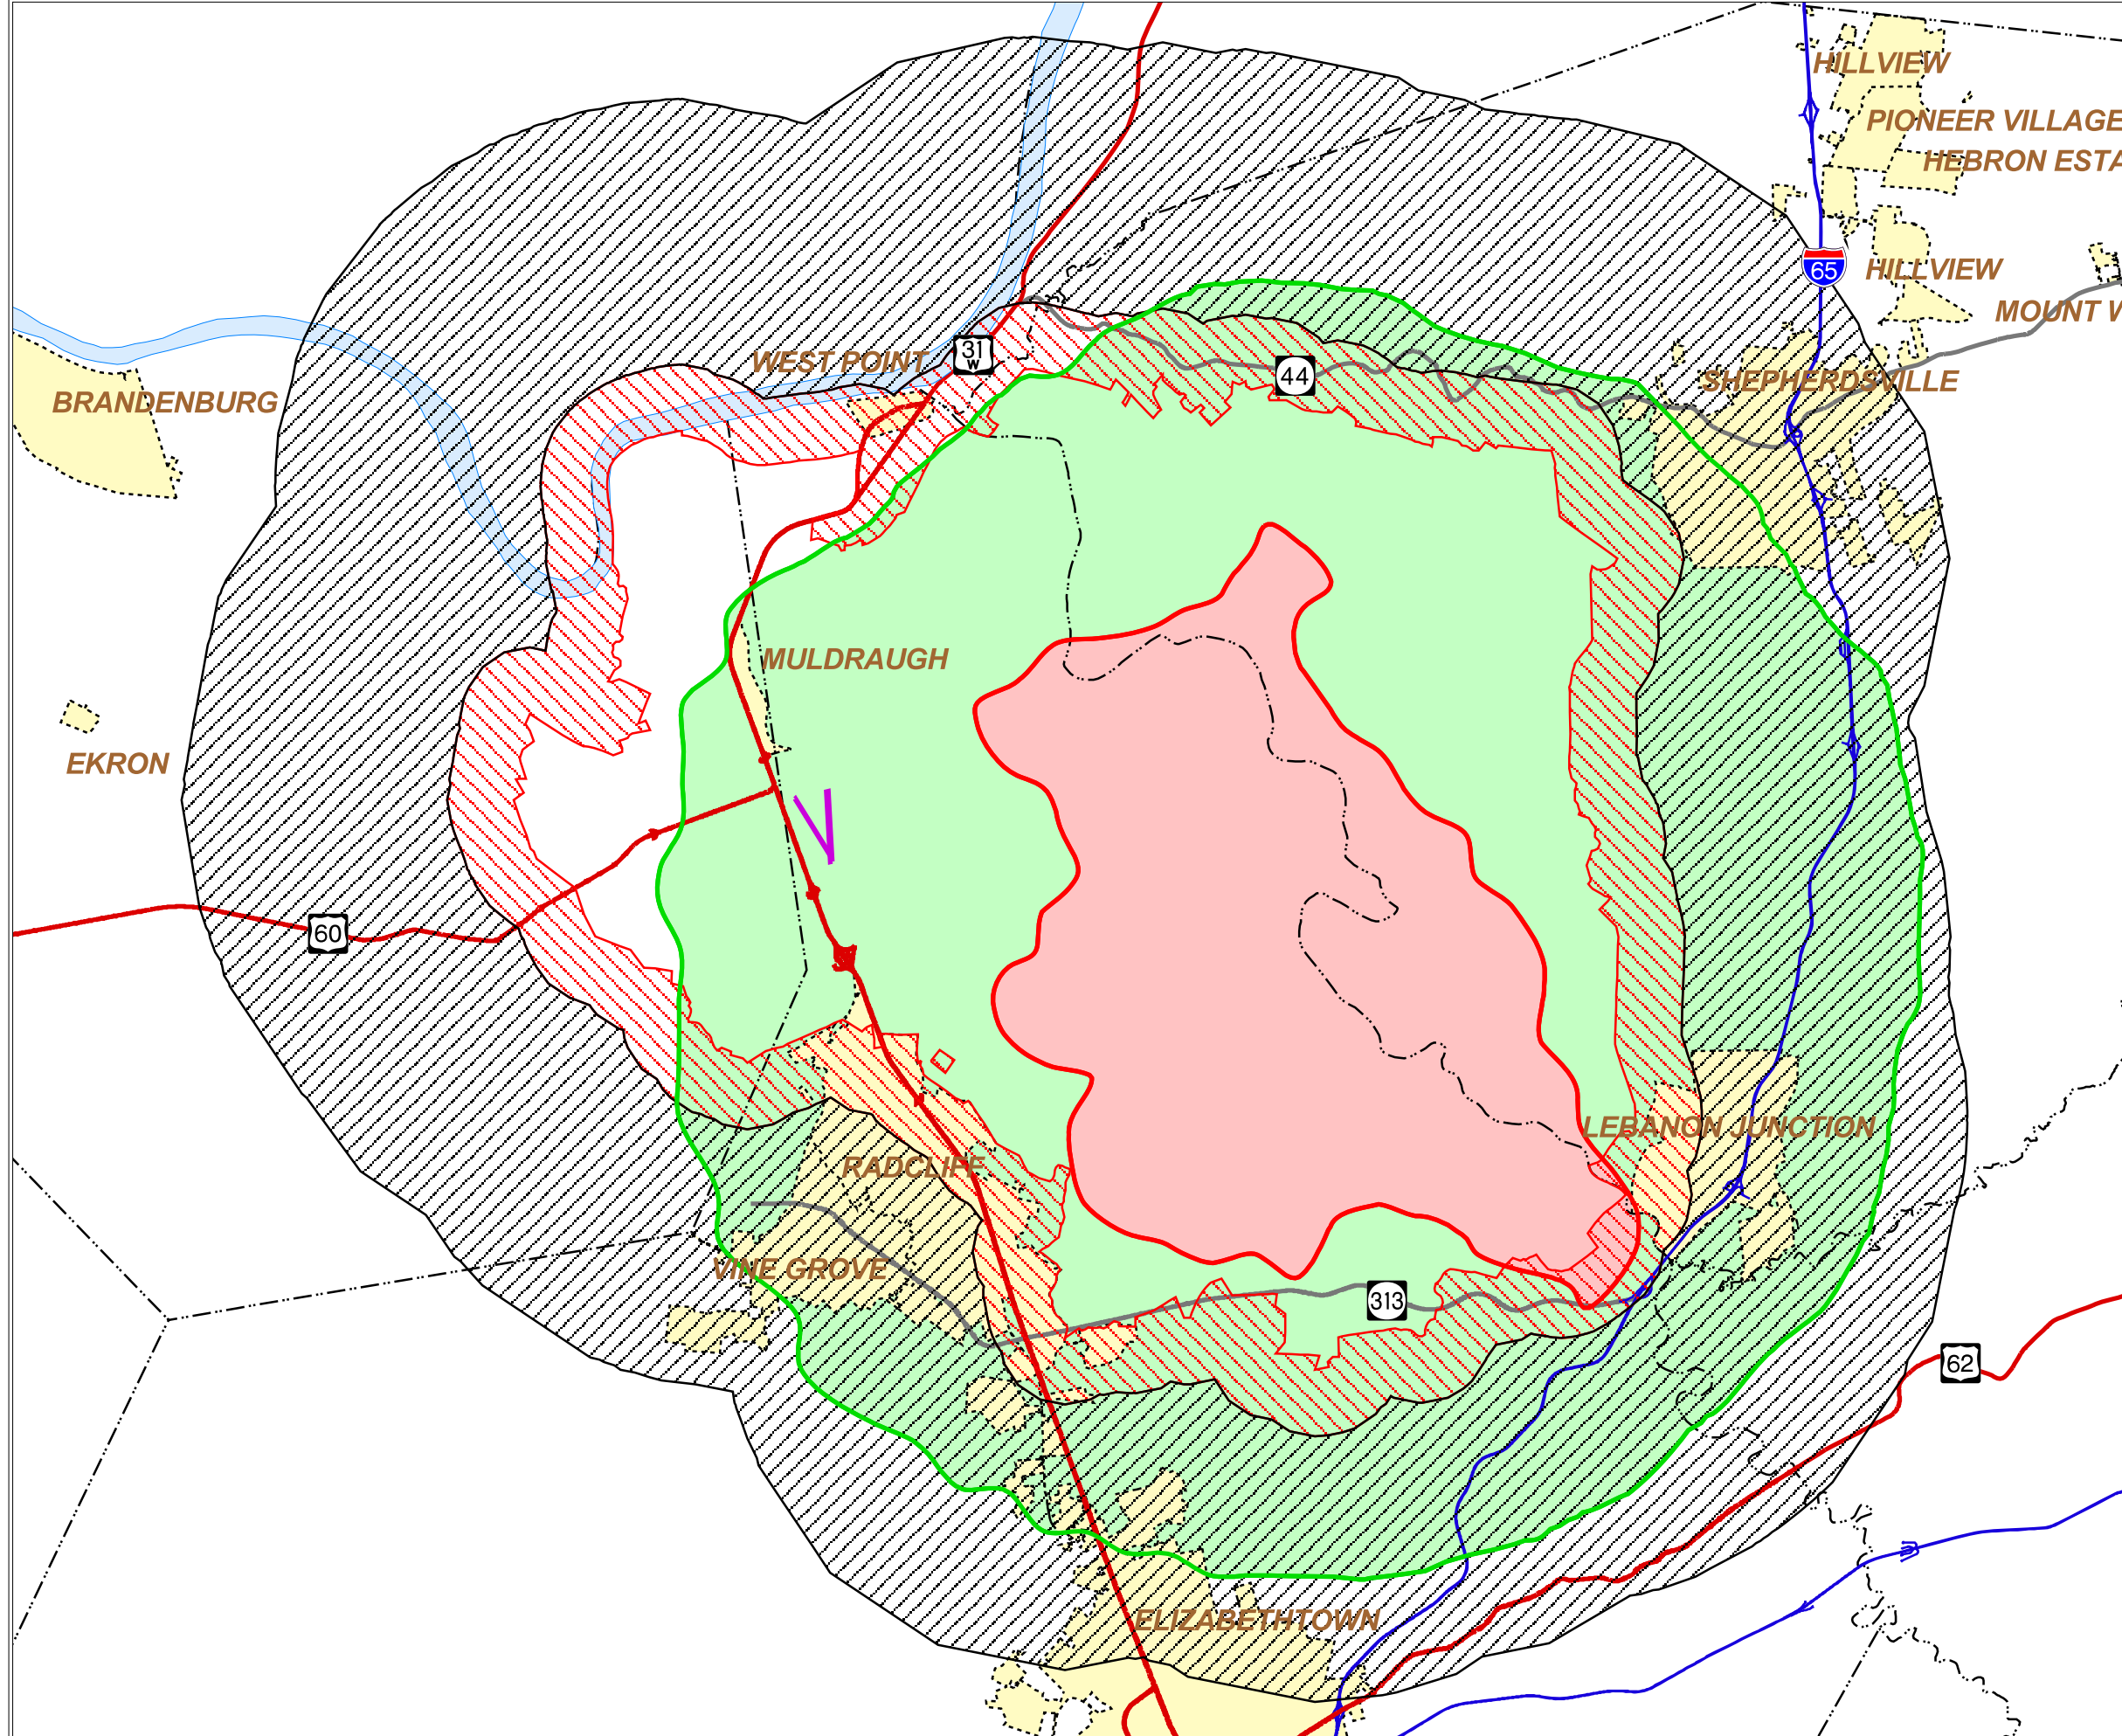 HILLVIEW
PIONEER VILLAGE
HEBRON ESTA
65
HILLVIEW
MOUNT V
WEST POINT
31
W
44
SHEPHERDSVILLE
BRANDENBURG
MULDRAUGH
EKRON
60
LEBANON JUNCTION
RADCLIFF
VINE GROVE
313
62
ELIZABETHTOWN